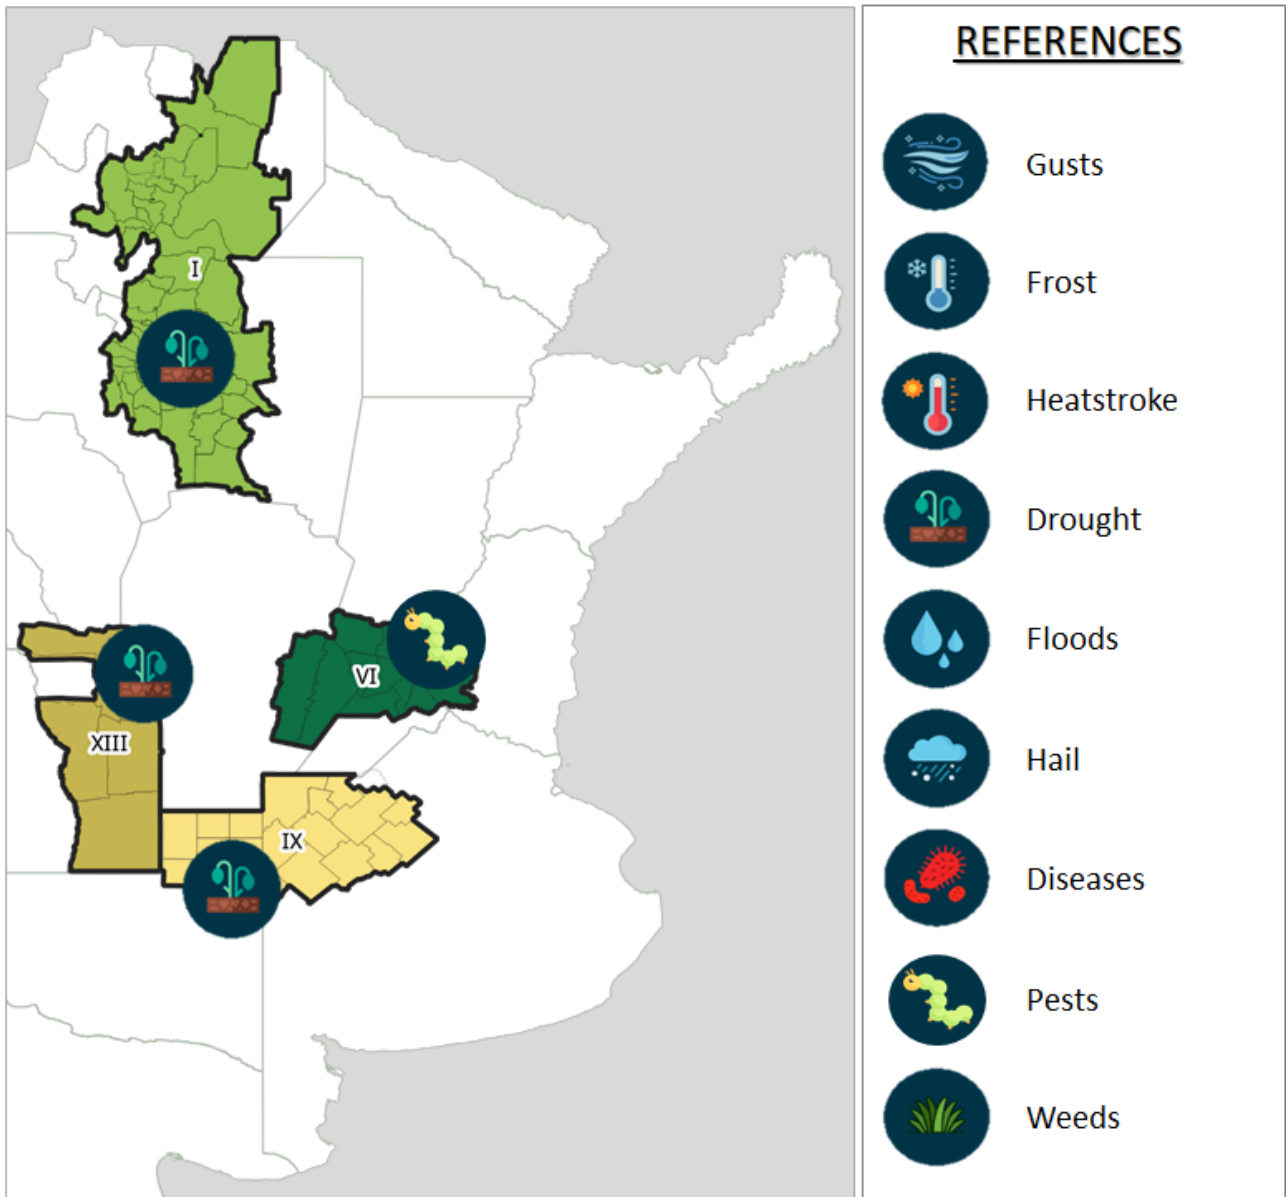 REFERENCES
Gusts
Frost
Heatstroke
Drought
Floods
Hail
Diseases
Pests
Weeds
I
VI
XIII
IX